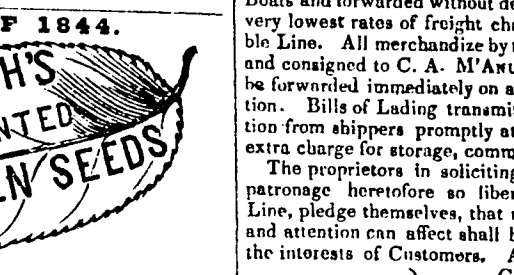 F 1844.
H'S
NTED
N SEEDS
Boats and forwarded without de
very lowest rates of freight cha
ble Line. All merchandize by t
and consigned to C. A. M'Anu
be forwarded immediately on a
tion. Bills of Lading transmi
tion from shippers promptly at
extra charge for storage, comm
The proprietors in soliciting
patronage heretofore so liber
Line, pledge themselves, that n
and attention can affect shall b
the interests of Customers. A